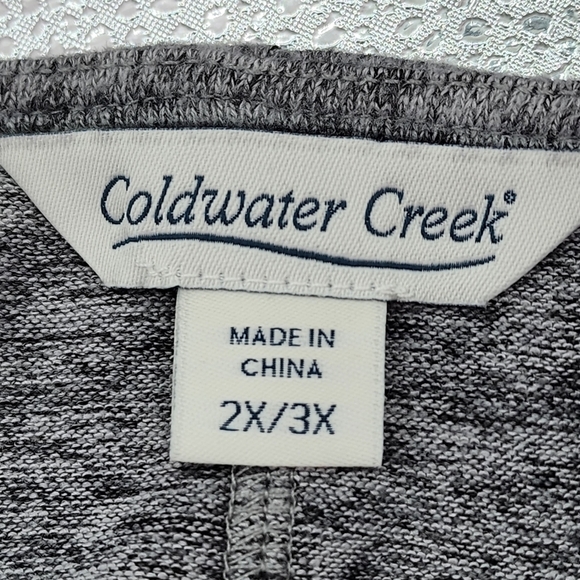 Coldwater Creek®
MADE IN
CHINA
2X/3X